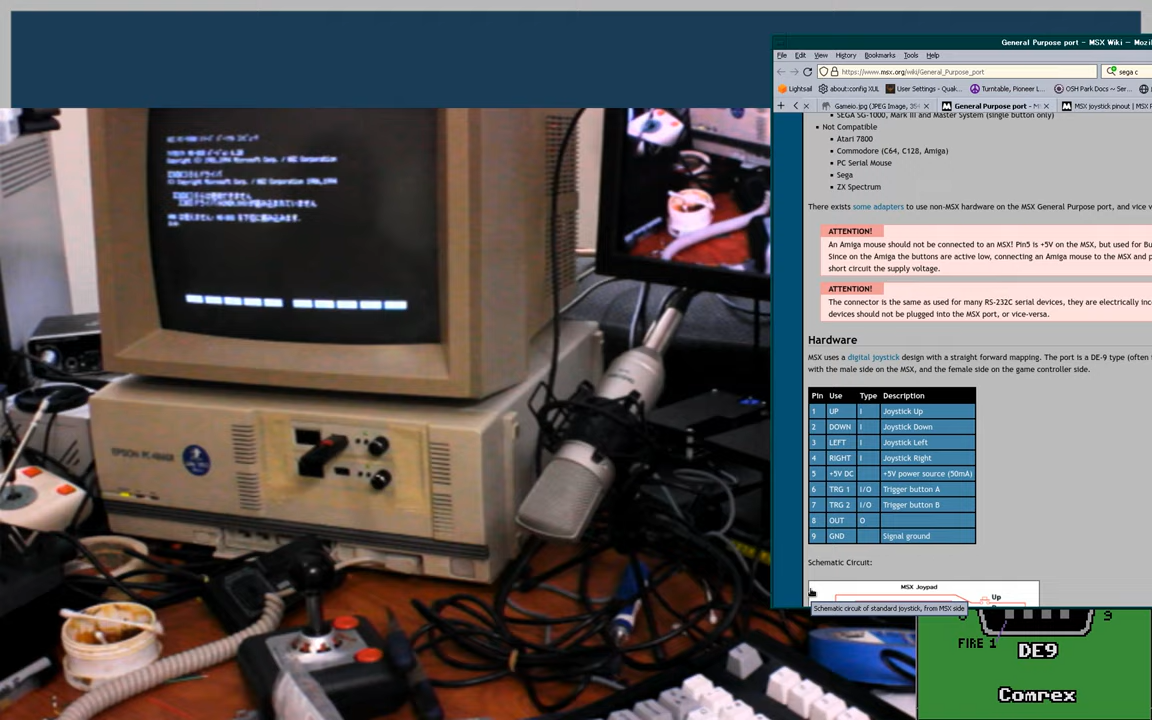 General Purpose port – MSX Wiki – Mozi
File Edit View History Bookmarks Tools Help
https://www.msx.org/wiki/General_Purpose_port
sega c
Lightsail about:config XUL User Settings - Quak... Turntable, Pioneer L... OSH Park Docs ~ Ser...
Gameio.jpg (JPEG Image, 35 General Purpose port - M MSX joystick pinout | MSX
SEGA SG-1000, Mark III and Master System (single button only)
Not Compatible
Atari 7800
Commodore (C64, C128, Amiga)
PC Serial Mouse
Sega
ZX Spectrum
There exists some adapters to use non-MSX hardware on the MSX General Purpose port, and vice v
ATTENTION!
An Amiga mouse should not be connected to an MSX! Pin5 is +5V on the MSX, but used for Bu
Since on the Amiga the buttons are active low, connecting an Amiga mouse to the MSX and p
short circuit the supply voltage.
ATTENTION!
The connector is the same as used for many RS-232C serial devices, they are electrically inc
devices should not be plugged into the MSX port, or vice-versa.
Hardware
MSX uses a digital joystick design with a straight forward mapping. The port is a DE-9 type (often
with the male side on the MSX, and the female side on the game controller side.
Pin Use Type Description
1 UP I Joystick Up
2 DOWN I Joystick Down
3 LEFT I Joystick Left
4 RIGHT I Joystick Right
5 +5V DC +5V power source (50mA)
6 TRG 1 I/O Trigger button A
7 TRG 2 I/O Trigger button B
8 OUT O
9 GND Signal ground
Schematic Circuit:
MSX Joypad
Up
Schematic circuit of standard joystick, from MSX side
EPSON PC-486GR
9
FIRE 1
DE9
Comrex